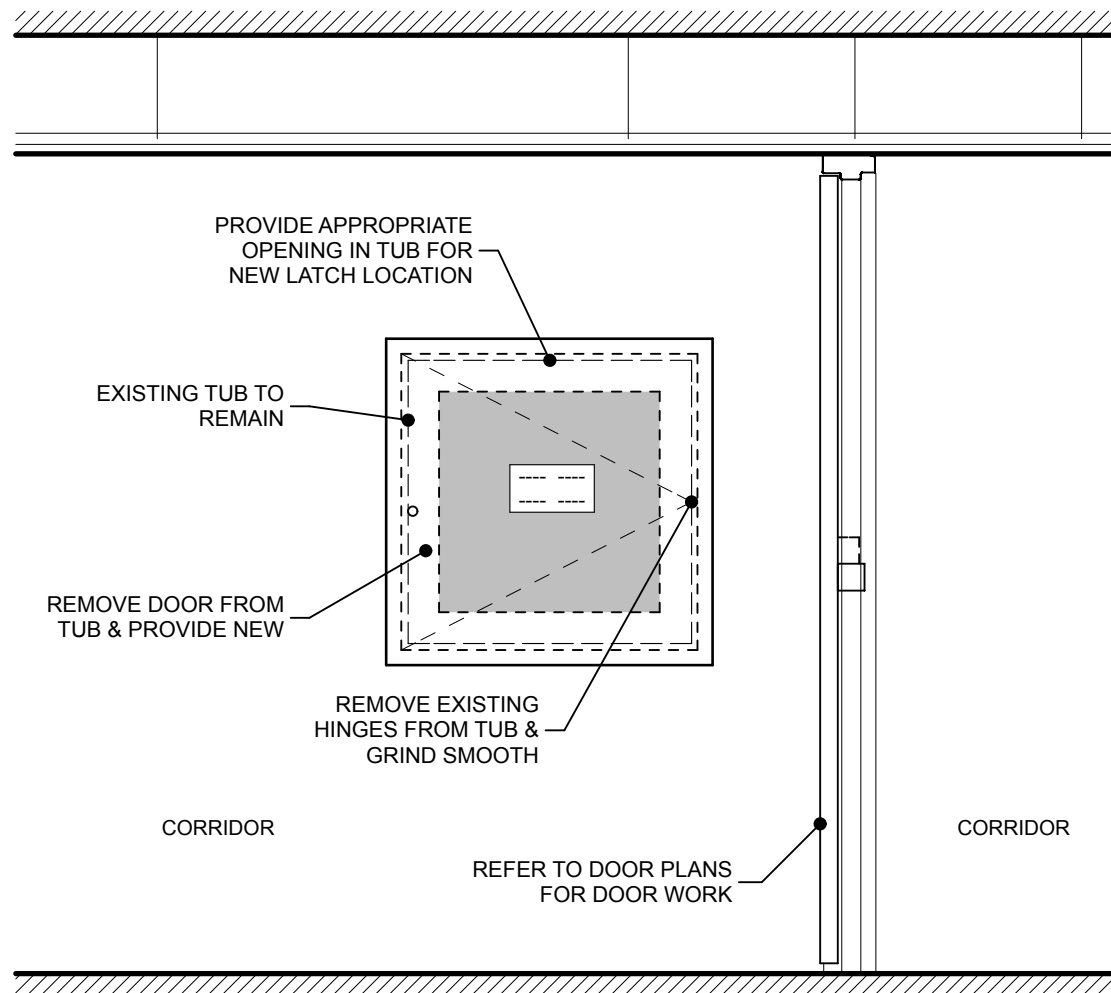 PROVIDE APPROPRIATE
OPENING IN TUB FOR
NEW LATCH LOCATION
EXISTING TUB TO
REMAIN
REMOVE DOOR FROM
TUB & PROVIDE NEW
REMOVE EXISTING
HINGES FROM TUB &
GRIND SMOOTH
CORRIDOR
CORRIDOR
REFER TO DOOR PLANS
FOR DOOR WORK